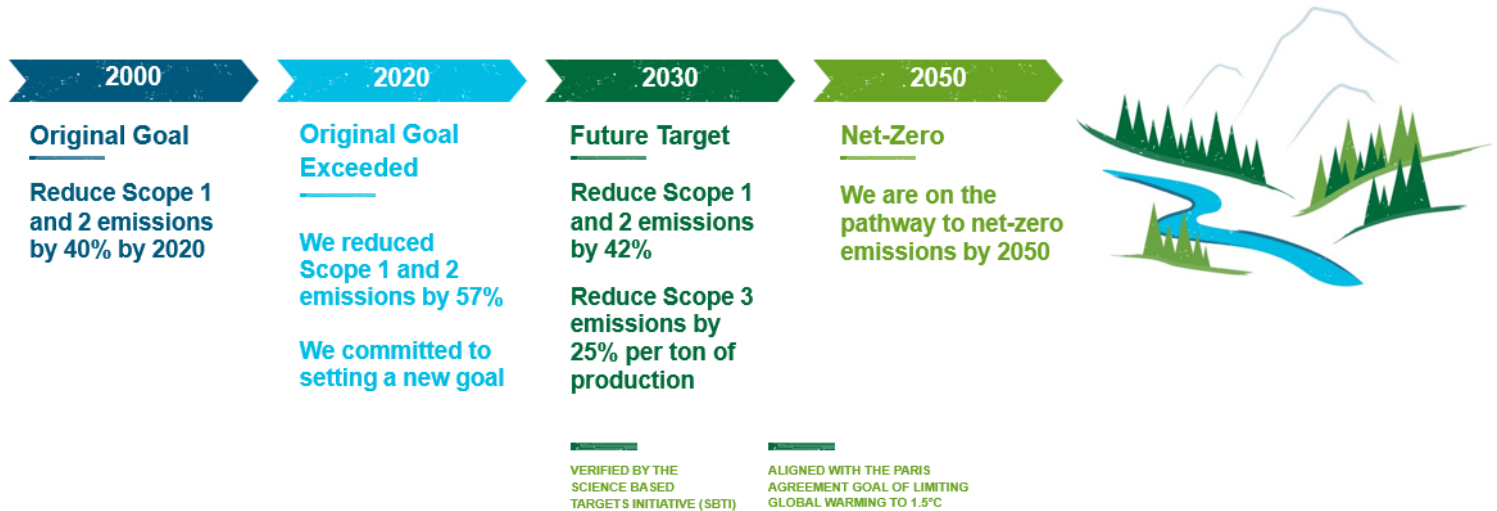 2000
Original Goal
Reduce Scope 1
and 2 emissions
by 40% by 2020
2020
Original Goal
Exceeded
We reduced
Scope 1 and 2
emissions by 57%
We committed to
setting a new goal
2030
Future Target
Reduce Scope 1
and 2 emissions
by 42%
Reduce Scope 3
emissions by
25% per ton of
production
VERIFIED BY THE
SCIENCE BASED
TARGETS INITIATIVE (SBTI)
ALIGNED WITH THE PARIS
AGREEMENT GOAL OF LIMITING
GLOBAL WARMING TO 1.5°C
2050
Net-Zero
We are on the
pathway to net-zero
emissions by 2050